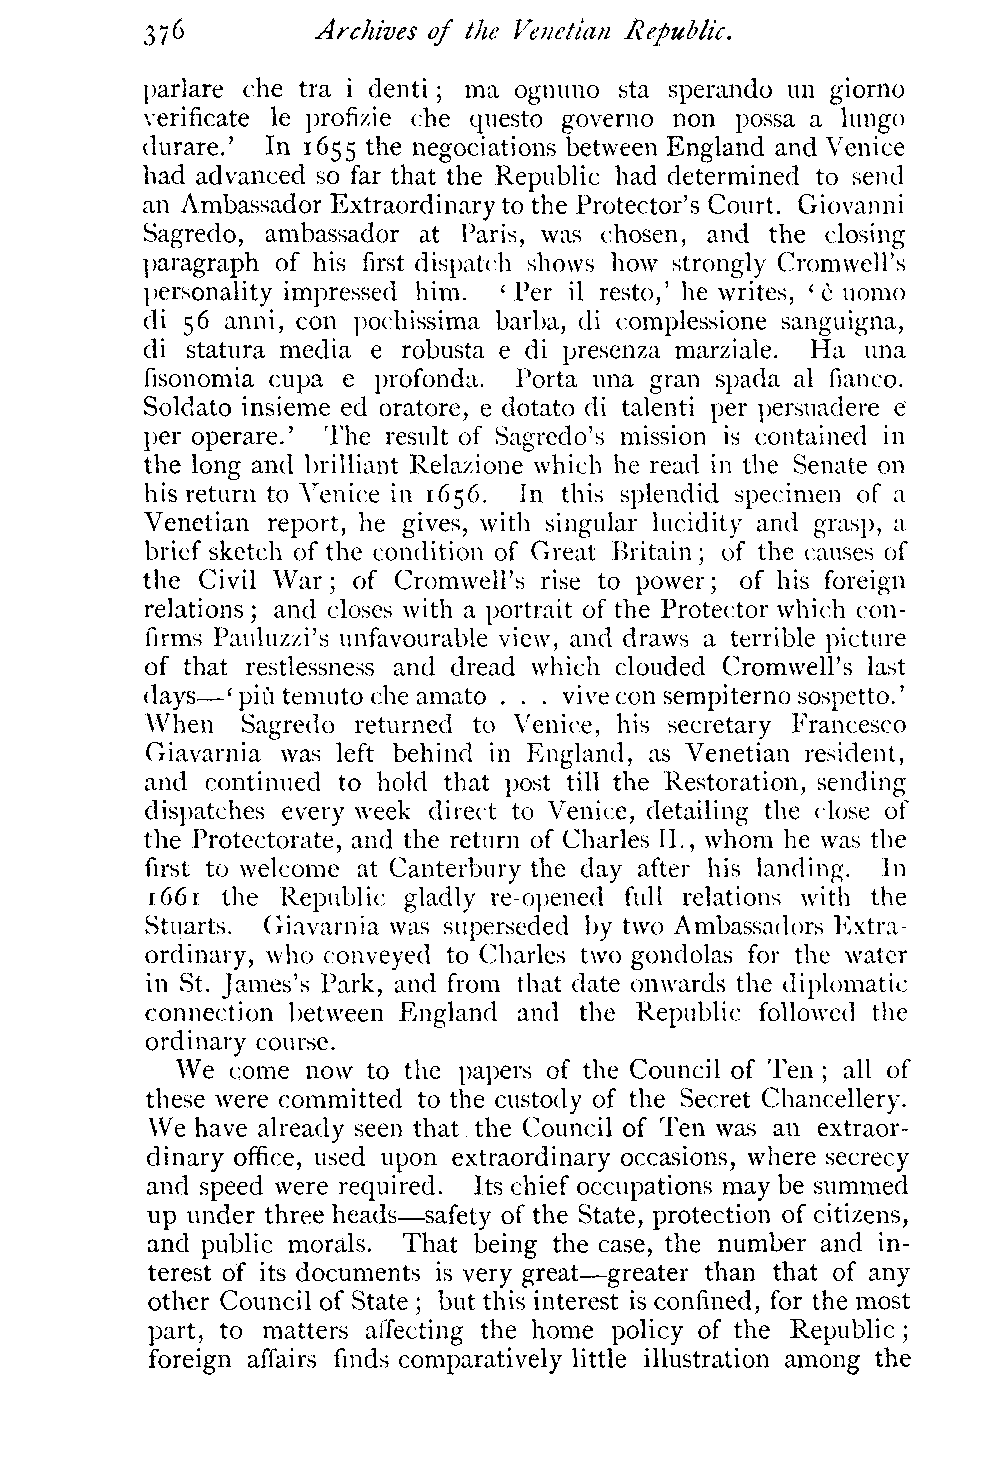 376 Archives of the Venetian Republic.
parlare che tra i denti ; ma ognuno sta sperando un giorno
verificate le profizie che questo governo non possa a lungo
durare.’ In 1655 the negociations between England and Venice
had advanced so far that the Republic had determined to send
an Ambassador Extraordinary to the Protector’s Court. Giovanni
Sagredo, ambassador at Paris, was chosen, and the closing
paragraph of his first dispatch shows how strongly Cromwell’s
personality impressed him. ‘ Per il resto,’ he writes, ‘ è uomo
di 56 anni, con pochissima barba, di complessione sanguigna,
di statura media e robusta e di presenza marziale. Ha una
fisonomia cupa e profonda. Porta una gran spada al fianco.
Soldato insieme ed oratore, e dotato di talenti per persuadere e
per operare.’ The result of Sagredo’s mission is contained in
the long and brilliant Relazione which he read in the Senate on
his return to Venice in 1656. In this splendid specimen of a
Venetian report, he gives, with singular lucidity and grasp, a
brief sketch of the condition of Great Britain ; of the causes of
the Civil War ; of Cromwell’s rise to power ; of his foreign
relations ; and closes with a portrait of the Protector which con-
firms Pauluzzi’s unfavourable view, and draws a terrible picture
of that restlessness and dread which clouded Cromwell’s last
days—‘ più temuto che amato . . . vive con sempiterno sospetto.’
When Sagredo returned to Venice, his secretary Francesco
Giavarnia was left behind in England, as Venetian resident,
and continued to hold that post till the Restoration, sending
dispatches every week direct to Venice, detailing the close of
the Protectorate, and the return of Charles II., whom he was the
first to welcome at Canterbury the day after his landing. In
1661 the Republic gladly re-opened full relations with the
Stuarts. Giavarnia was superseded by two Ambassadors Extra-
ordinary, who conveyed to Charles two gondolas for the water
in St. James’s Park, and from that date onwards the diplomatic
connection between England and the Republic followed the
ordinary course.
We come now to the papers of the Council of Ten ; all of
these were committed to the custody of the Secret Chancellery.
We have already seen that the Council of Ten was an extraor-
dinary office, used upon extraordinary occasions, where secrecy
and speed were required. Its chief occupations may be summed
up under three heads—safety of the State, protection of citizens,
and public morals. That being the case, the number and in-
terest of its documents is very great—greater than that of any
other Council of State ; but this interest is confined, for the most
part, to matters affecting the home policy of the Republic ;
foreign affairs finds comparatively little illustration among the